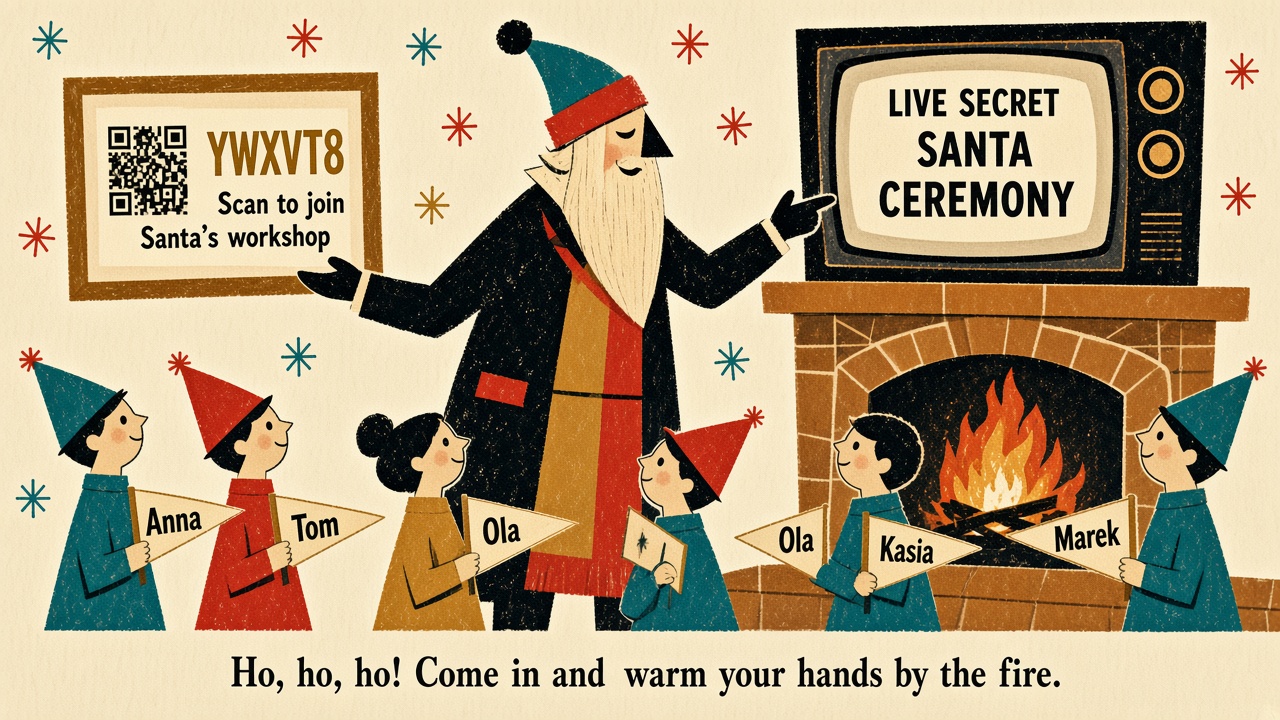 YWXVT8
Scan to join
Santa's workshop
LIVE SECRET
SANTA
CEREMONY
Anna
Tom
Ola
Ola
Kasia
Marek
Ho, ho, ho! Come in and warm your hands by the fire.